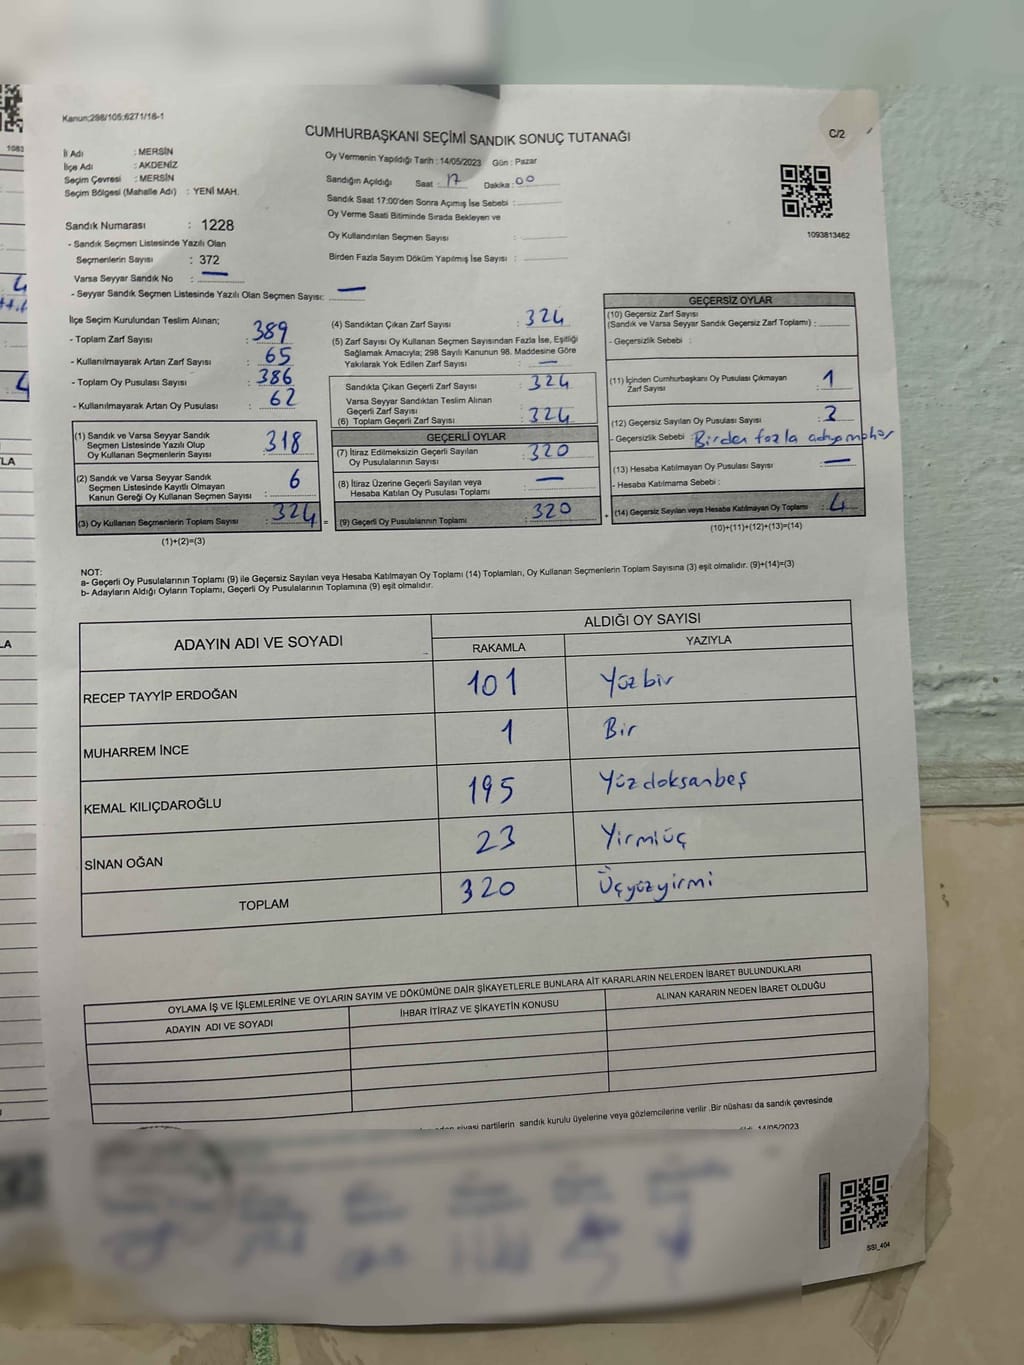 Kanun:298/105;6271/16-1
CUMHURBAŞKANI SEÇİMİ SANDIK SONUÇ TUTANAĞI
C/2
İl Adı : MERSİN
İlçe Adı : AKDENİZ
Seçim Çevresi : MERSİN
Seçim Bölgesi (Mahalle Adı) : YENİ MAH.
Sandık Numarası : 1228
- Sandık Seçmen Listesinde Yazılı Olan
Seçmenlerin Sayısı : 372
Varsa Seyyar Sandık No : —
- Seyyar Sandık Seçmen Listesinde Yazılı Olan Seçmen Sayısı: —
Oy Vermenin Yapıldığı Tarih : 14/05/2023 Gün : Pazar
Sandığın Açıldığı Saat : 17 Dakika : 00
Sandık Saat 17:00'den Sonra Açımış İse Sebebi :
Oy Verme Saati Bitiminde Sırada Bekleyen ve
Oy Kullandırılan Seçmen Sayısı :
Birden Fazla Sayım Döküm Yapılmış İse Sayısı :
1093813462
İlçe Seçim Kurulundan Teslim Alınan;
- Toplam Zarf Sayısı : 389
- Kullanılmayarak Artan Zarf Sayısı : 65
- Toplam Oy Pusulası Sayısı : 386
- Kullanılmayarak Artan Oy Pusulası : 62
(1) Sandık ve Varsa Seyyar Sandık
Seçmen Listesinde Yazılı Olup
Oy Kullanan Seçmenlerin Sayısı : 318
(2) Sandık ve Varsa Seyyar Sandık
Seçmen Listesinde Kayıtlı Olmayan
Kanun Gereği Oy Kullanan Seçmen Sayısı : 6
(3) Oy Kullanan Seçmenlerin Toplam Sayısı : 324 =
(1)+(2)=(3)
(4) Sandıktan Çıkan Zarf Sayısı : 324
(5) Zarf Sayısı Oy Kullanan Seçmen Sayısından Fazla İse, Eşitliği
Sağlamak Amacıyla; 298 Sayılı Kanunun 98. Maddesine Göre
Yakılarak Yok Edilen Zarf Sayısı : —
Sandıkta Çıkan Geçerli Zarf Sayısı : 324
Varsa Seyyar Sandıktan Teslim Alınan
Geçerli Zarf Sayısı
(6) Toplam Geçerli Zarf Sayısı : 324
GEÇERLİ OYLAR
(7) İtiraz Edilmeksizin Geçerli Sayılan
Oy Pusulalarının Sayısı : 320
(8) İtiraz Üzerine Geçerli Sayılan veya
Hesaba Katılan Oy Pusulası Toplamı : —
(9) Geçerli Oy Pusulalarının Toplamı : 320 +
GEÇERSİZ OYLAR
(10) Geçersiz Zarf Sayısı
(Sandık ve Varsa Seyyar Sandık Geçersiz Zarf Toplamı) :
- Geçersizlik Sebebi :
(11) İçinden Cumhurbaşkanı Oy Pusulası Çıkmayan
Zarf Sayısı : 1
(12) Geçersiz Sayılan Oy Pusulası Sayısı : 3
- Geçersizlik Sebebi : Birden fazla adaya mühür
(13) Hesaba Katılmayan Oy Pusulası Sayısı : —
- Hesaba Katılmama Sebebi :
(14) Geçersiz Sayılan veya Hesaba Katılmayan Oy Toplamı : 4
(10)+(11)+(12)+(13)=(14)
NOT:
a- Geçerli Oy Pusulalarının Toplamı (9) ile Geçersiz Sayılan veya Hesaba Katılmayan Oy Toplamı (14) Toplamları, Oy Kullanan Seçmenlerin Toplam Sayısına (3) eşit olmalıdır. (9)+(14)=(3)
b- Adayların Aldığı Oyların Toplamı, Geçerli Oy Pusulalarının Toplamına (9) eşit olmalıdır.
ADAYIN ADI VE SOYADI
ALDIĞI OY SAYISI
RAKAMLA YAZIYLA
RECEP TAYYİP ERDOĞAN 101 Yüzbir
MUHARREM İNCE 1 Bir
KEMAL KILIÇDAROĞLU 195 Yüzdoksanbeş
SİNAN OĞAN 23 Yirmiüç
TOPLAM 320 Üçyüzyirmi
OYLAMA İŞ VE İŞLEMLERİNE VE OYLARIN SAYIM VE DÖKÜMÜNE DAİR ŞİKAYETLERLE BUNLARA AİT KARARLARIN NELERDEN İBARET BULUNDUKLARI
ADAYIN ADI VE SOYADI İHBAR İTİRAZ VE ŞİKAYETİN KONUSU ALINAN KARARIN NEDEN İBARET OLDUĞU
siyasi partilerin sandık kurulu üyelerine veya gözlemcilerine verilir .Bir nüshası da sandık çevresinde
14/05/2023
SSI_404